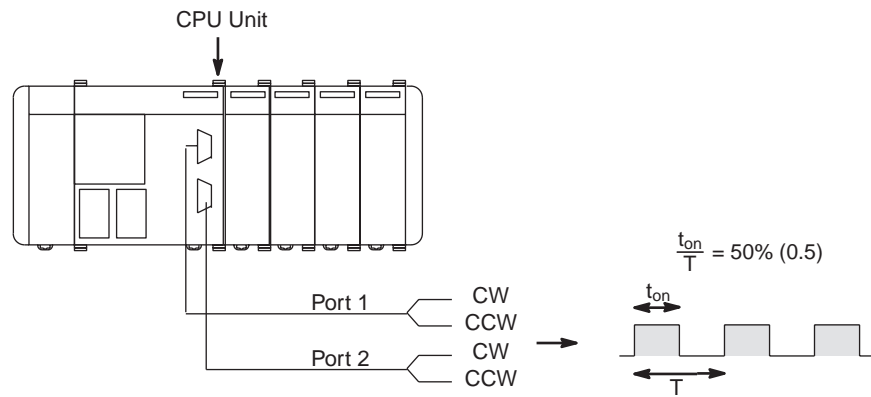 CPU Unit
t_on
T
= 50% (0.5)
t_on
Port 1
CW
CCW
Port 2
CW
CCW
T